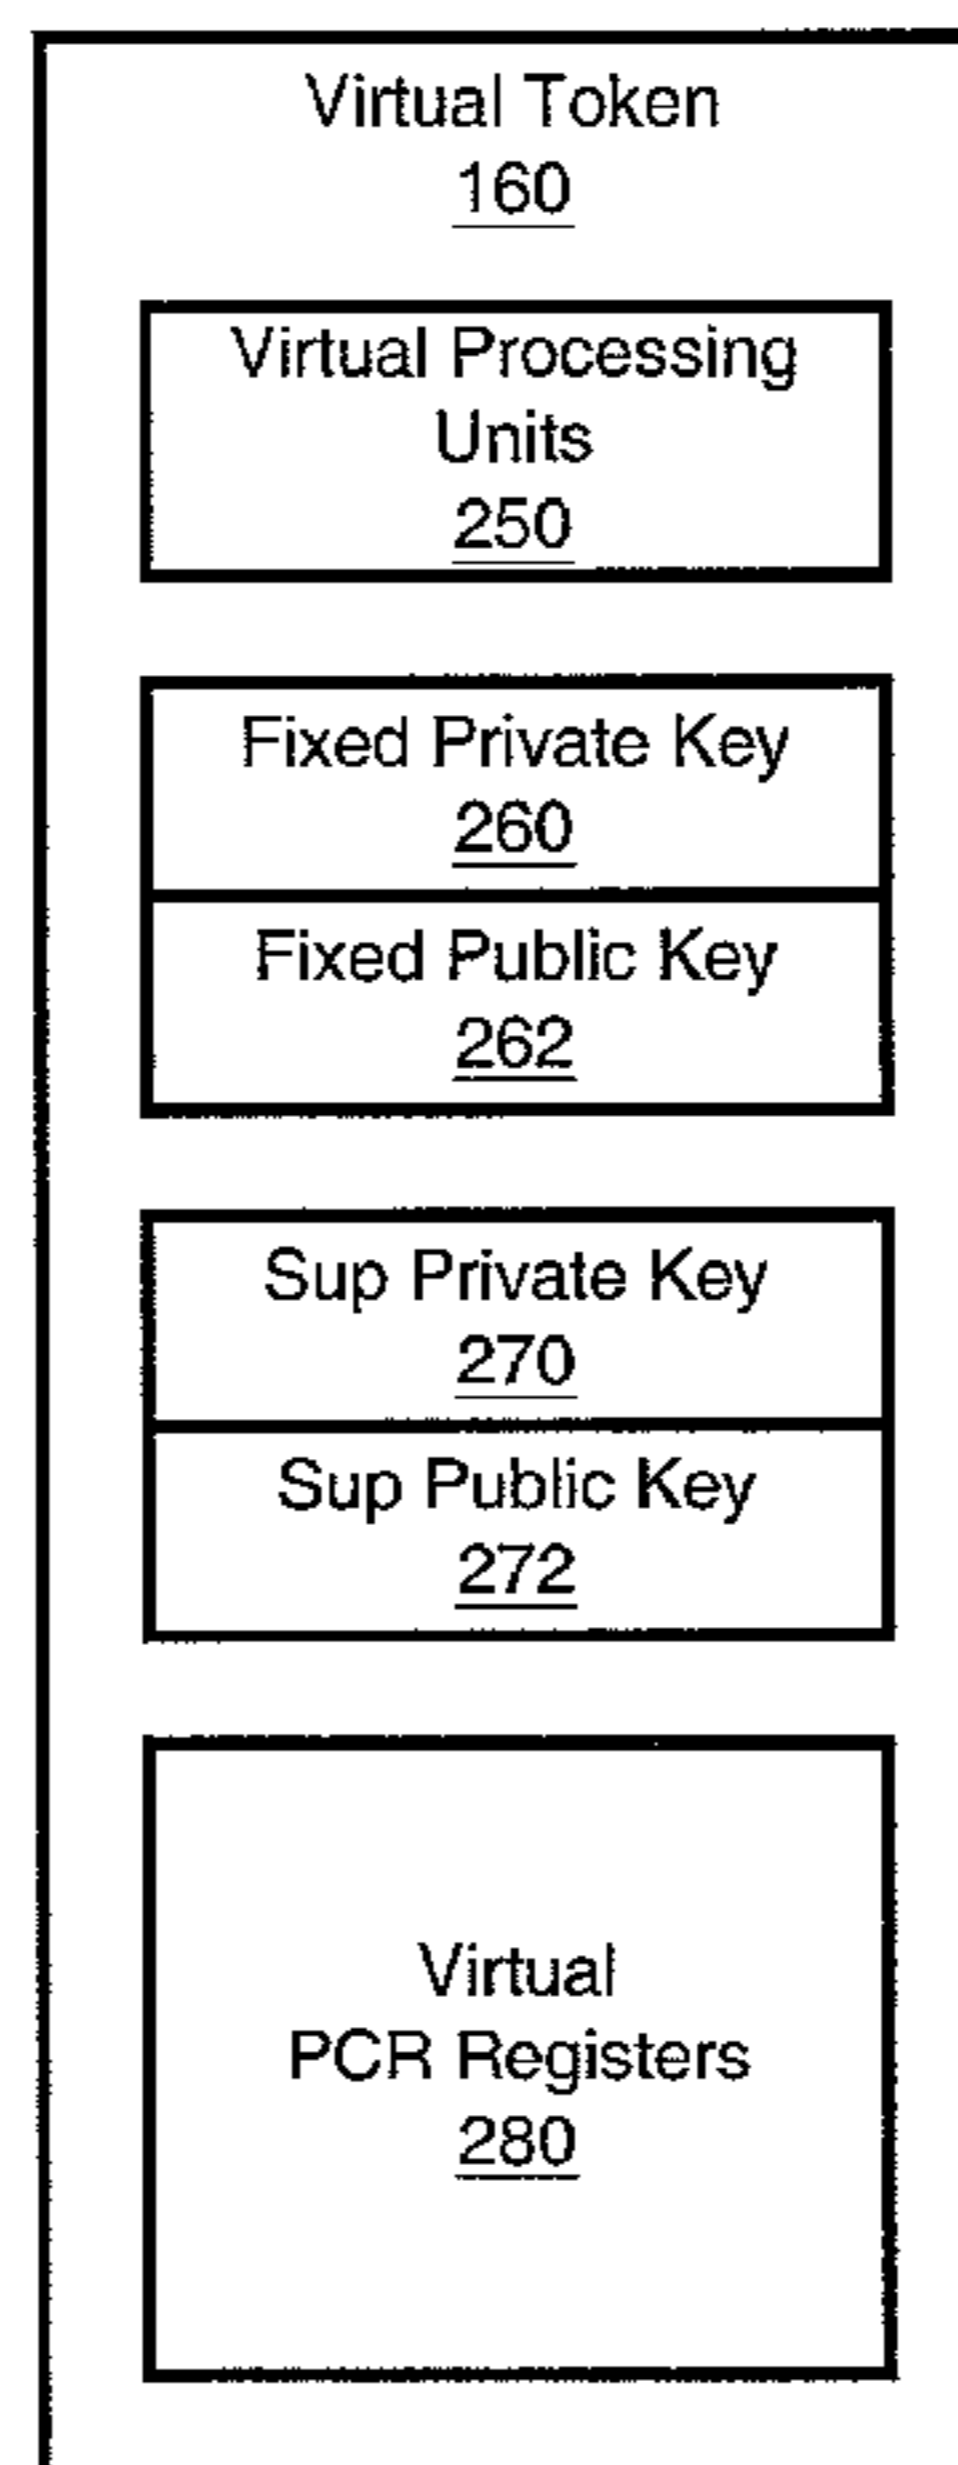 Virtual Token
160
Virtual Processing
Units
250
Fixed Private Key
260
Fixed Public Key
262
Sup Private Key
270
Sup Public Key
272
Virtual
PCR Registers
280